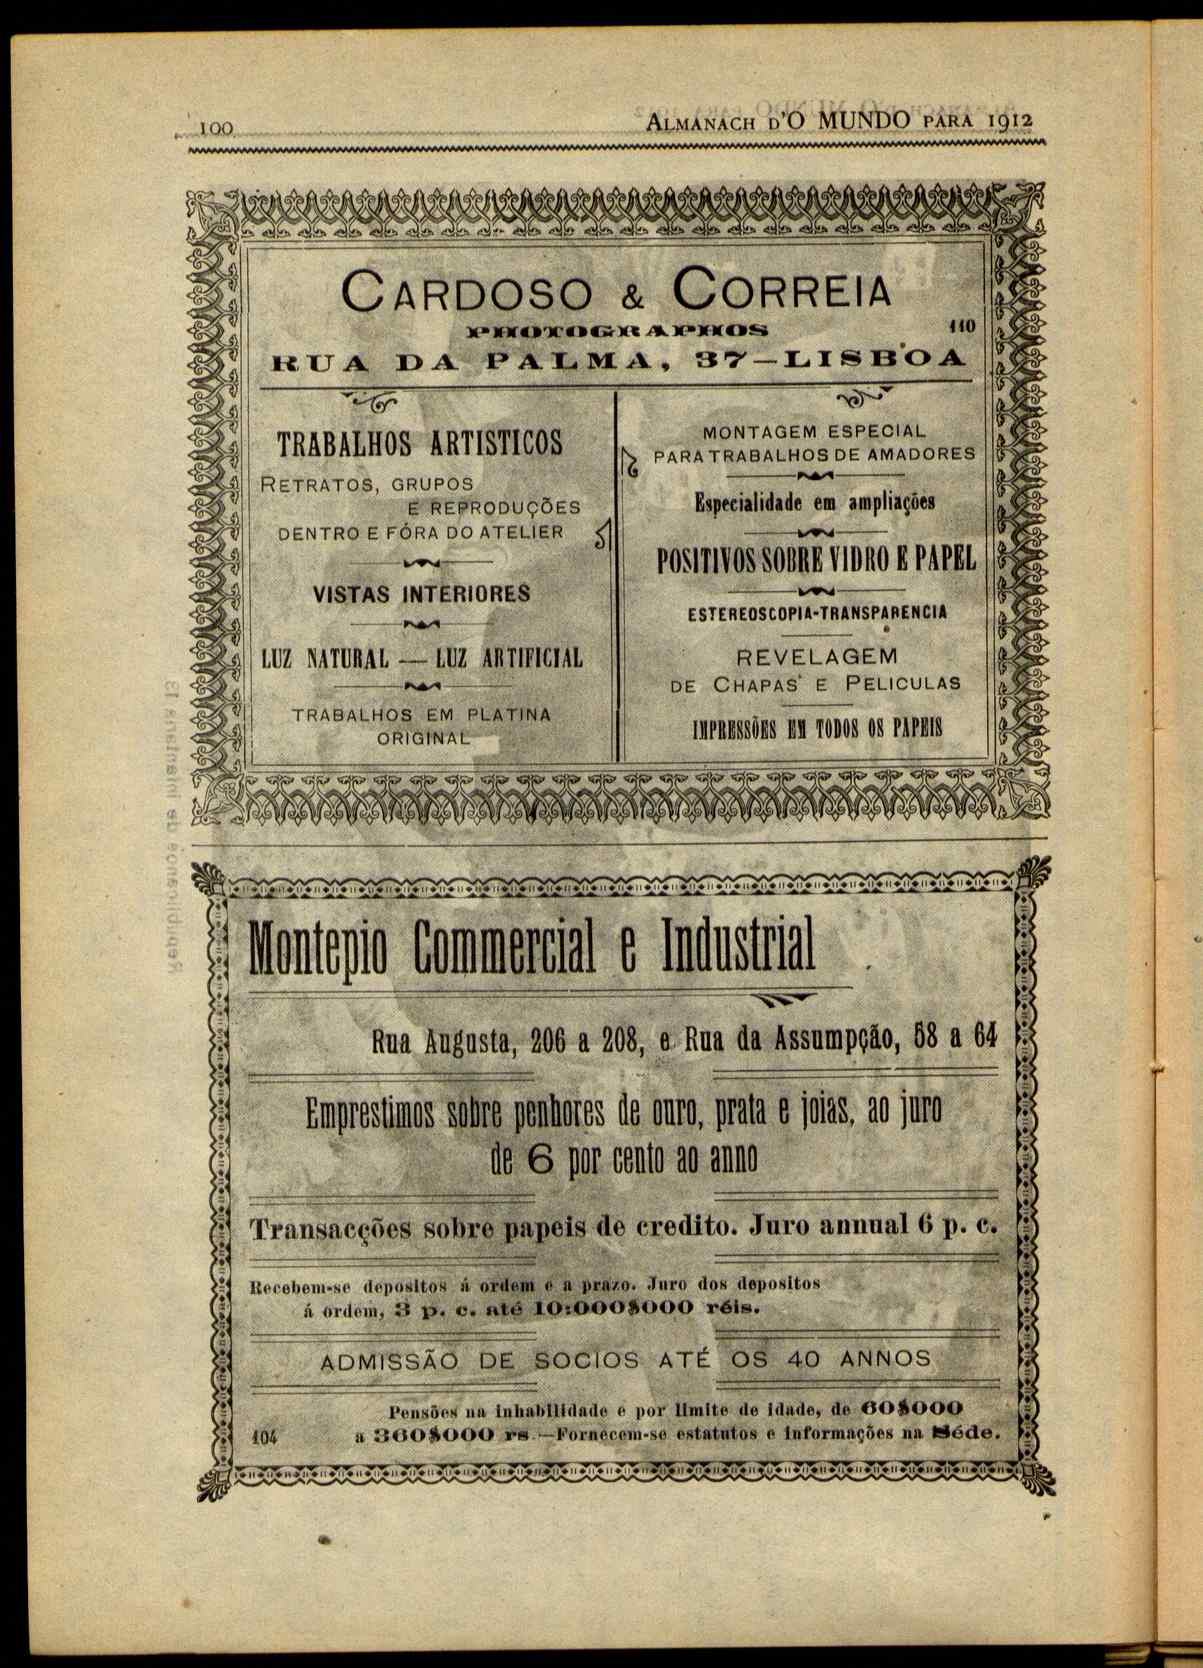 100
ALMANACH D'O MUNDO PARA 1912
CARDOSO & CORREIA
PHOTOGRAPHOS
110
RUA DA PALMA, 37—LISBOA
TRABALHOS ARTISTICOS
RETRATOS, GRUPOS
E REPRODUÇÕES
DENTRO E FÓRA DO ATELIER
VISTAS INTERIORES
LUZ NATURAL — LUZ ARTIFICIAL
TRABALHOS EM PLATINA
ORIGINAL
MONTAGEM ESPECIAL
PARA TRABALHOS DE AMADORES
Especialidade em ampliações
POSITIVOS SOBRE VIDRO E PAPEL
ESTEREOSCOPIA-TRANSPARENCIA
REVELAGEM
DE CHAPAS E PELICULAS
IMPRESSÕES EM TODOS OS PAPEIS
Montepio Commercial e Industrial
Rua Augusta, 206 a 208, e Rua da Assumpção, 58 a 64
Emprestimos sobre penhores de ouro, prata e joias, ao juro
de 6 por cento ao anno
Transacções sobre papeis de credito. Juro annual 6 p. c.
Recebem-se depositos á ordem e a prazo. Juro dos depositos
á ordem, 3 p. c. até 10:000$000 réis.
ADMISSÃO DE SOCIOS ATÉ OS 40 ANNOS
Pensões na inhabilidade e por limite de idade, de 60$000
104 a 360$000 rs.—Fornecem-se estatutos e informações na Séde.